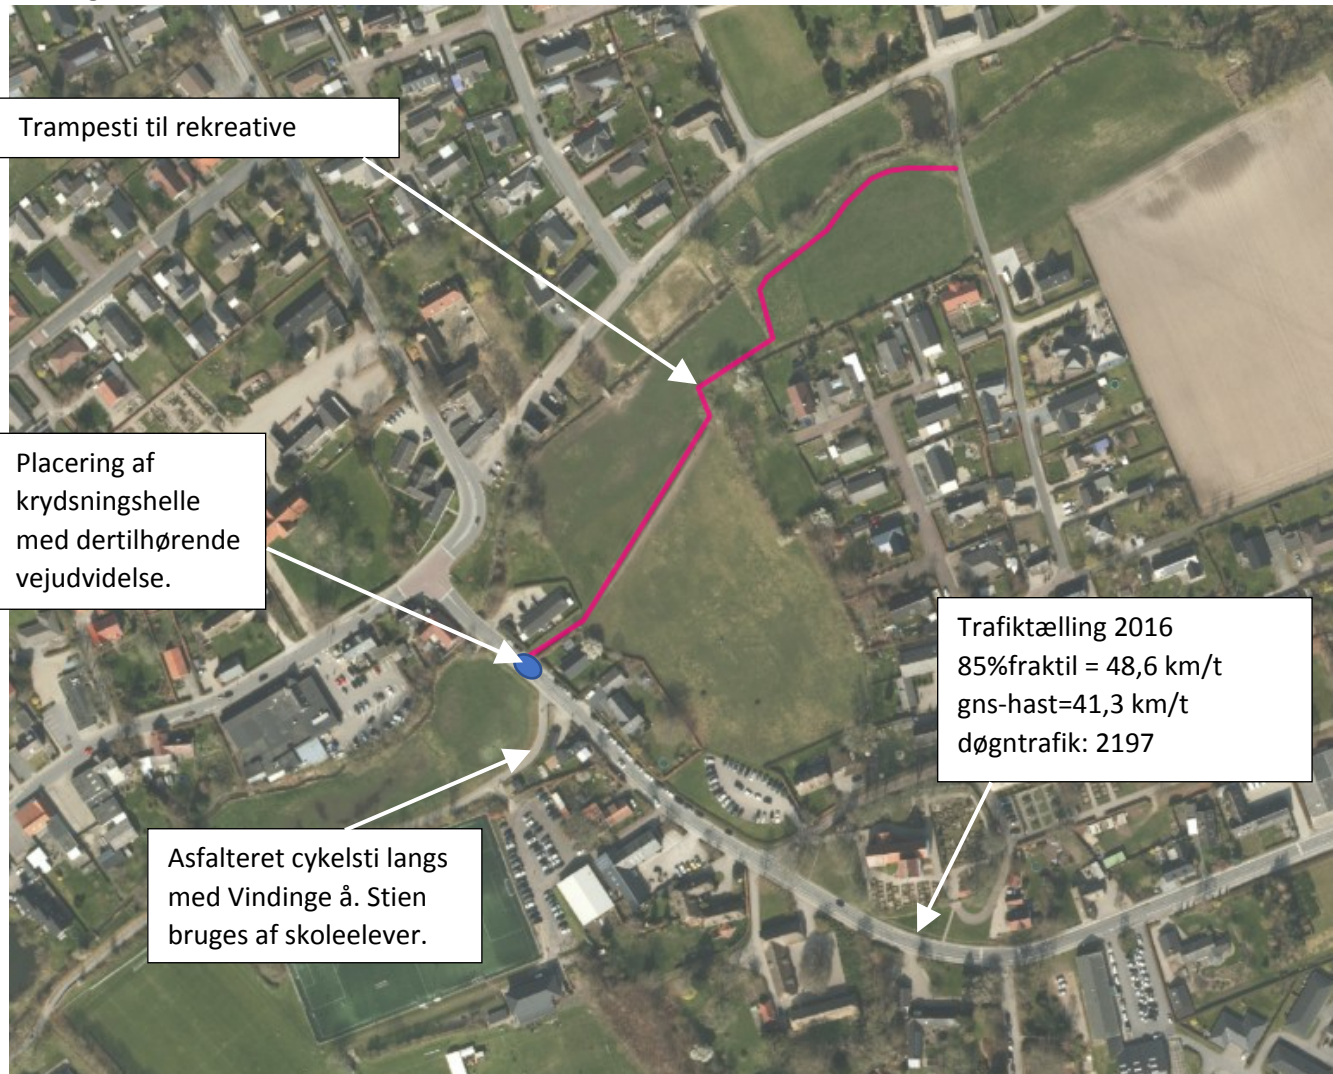 Trampesti til rekreative
Placering af
krydsningshelle
med dertilhørende
vejudvidelse.
Trafiktælling 2016
85%fraktil = 48,6 km/t
gns-hast=41,3 km/t
døgntrafik: 2197
Asfalteret cykelsti langs
med Vindinge å. Stien
bruges af skoleelever.